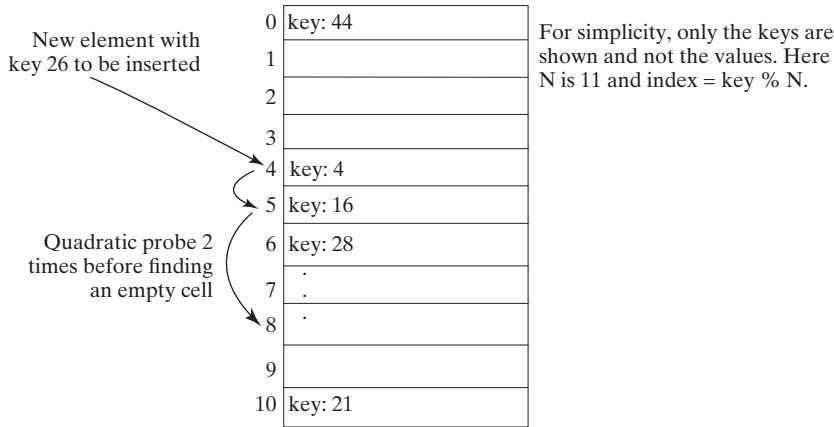 New element with
key 26 to be inserted
0 key: 44
1
2
3
4 key: 4
5 key: 16
6 key: 28
7 .
.
8 .
9
10 key: 21
Quadratic probe 2
times before finding
an empty cell
For simplicity, only the keys are
shown and not the values. Here
N is 11 and index = key % N.